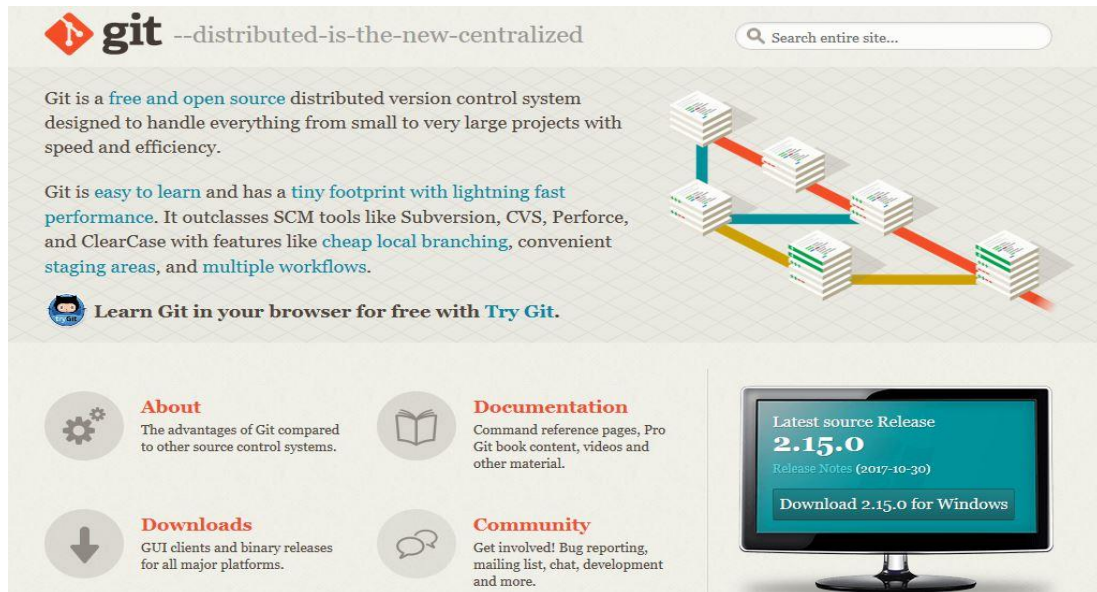 git --distributed-is-the-new-centralized
Search entire site...
Git is a free and open source distributed version control system
designed to handle everything from small to very large projects with
speed and efficiency.
Git is easy to learn and has a tiny footprint with lightning fast
performance. It outclasses SCM tools like Subversion, CVS, Perforce,
and ClearCase with features like cheap local branching, convenient
staging areas, and multiple workflows.
Learn Git in your browser for free with Try Git.
About
The advantages of Git compared
to other source control systems.
Documentation
Command reference pages, Pro
Git book content, videos and
other material.
Downloads
GUI clients and binary releases
for all major platforms.
Community
Get involved! Bug reporting,
mailing list, chat, development
and more.
Latest source Release
2.15.0
Release Notes (2017-10-30)
Download 2.15.0 for Windows